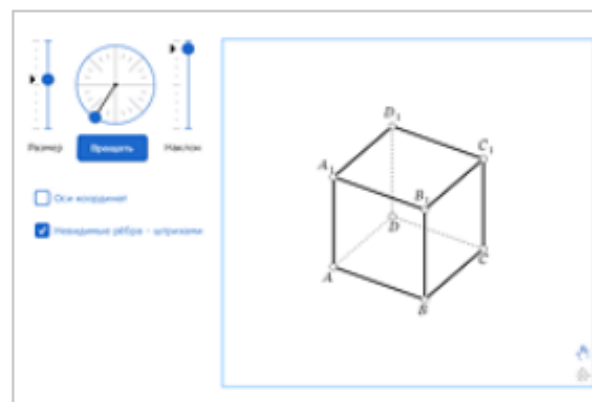 Размер
Вращать
Наклон
Оси координат
Невидимые рёбра - штрихами
D₁
C₁
A₁
B₁
D
C
A
B